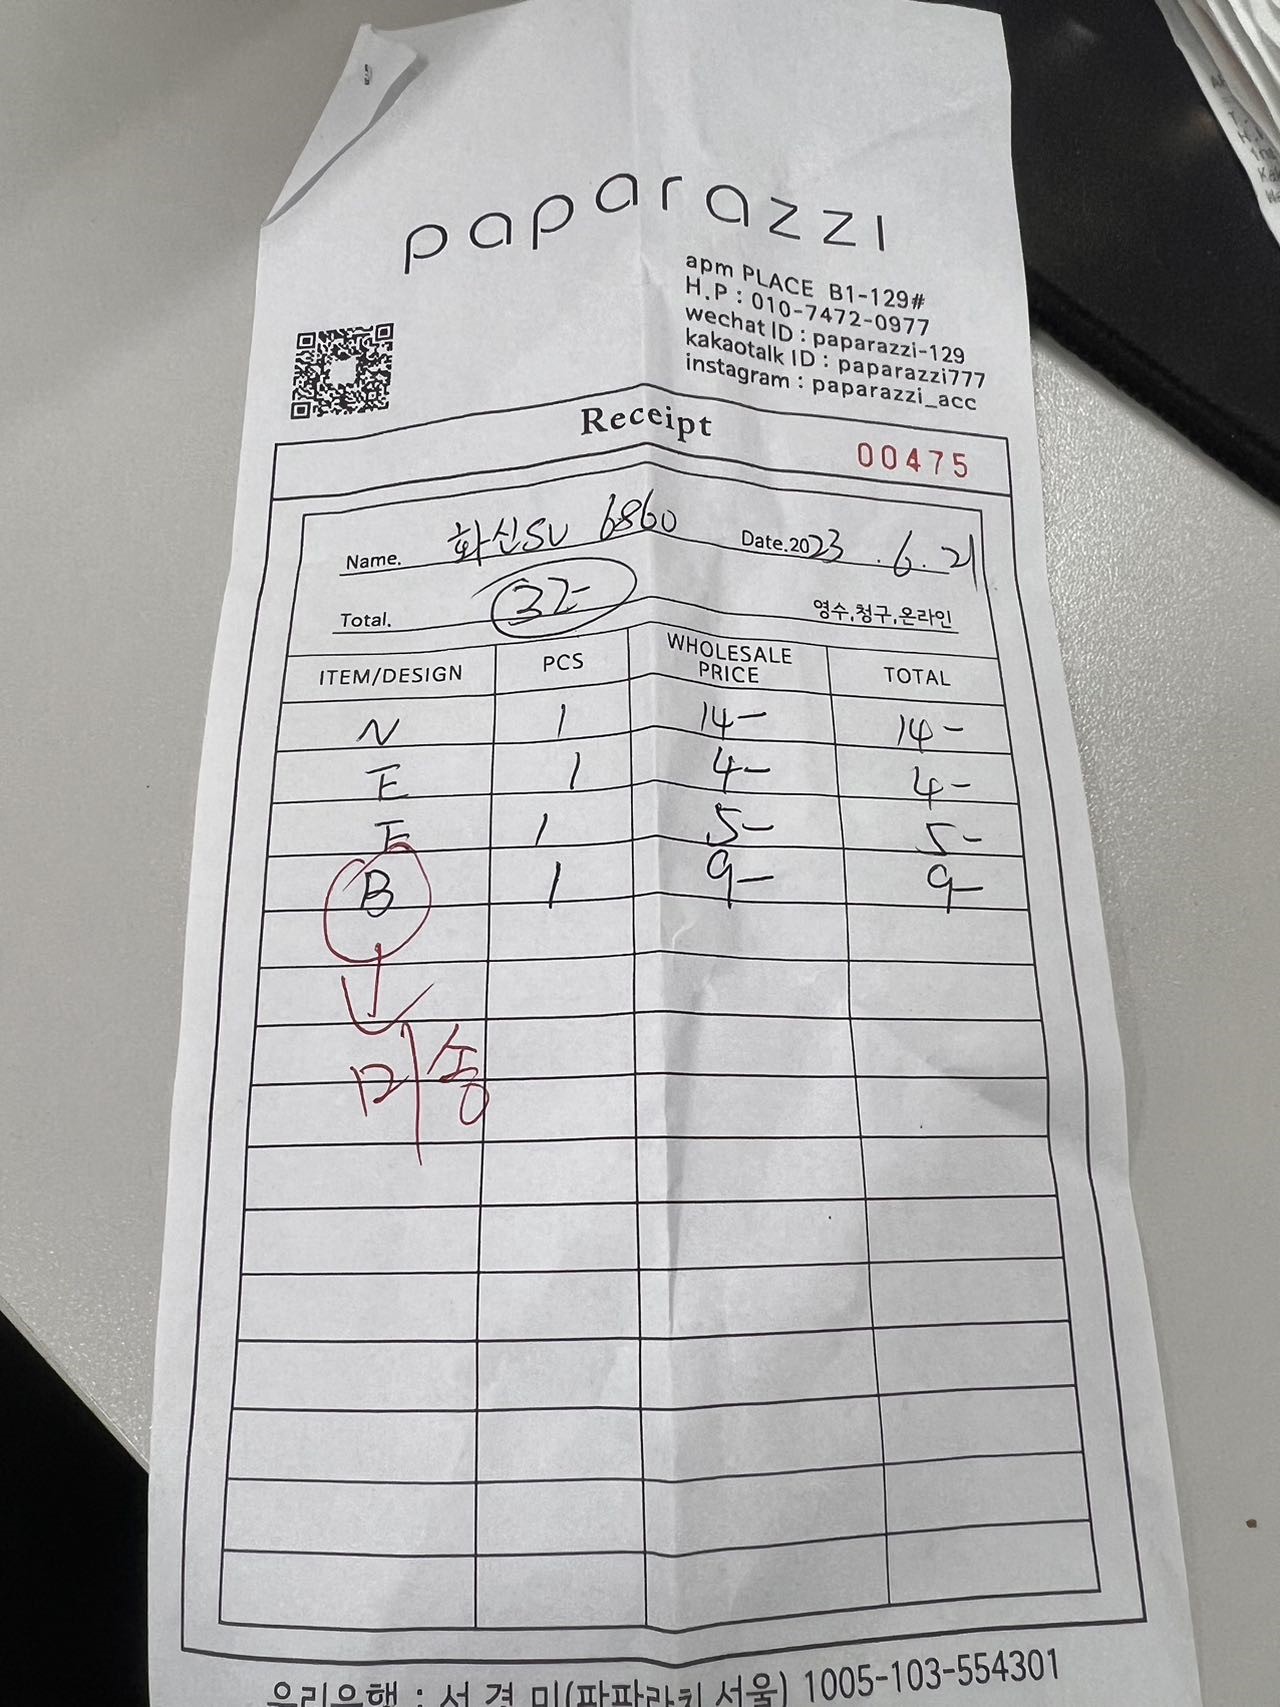 paparazzi
apm PLACE B1-129#
H.P : 010-7472-0977
wechat ID : paparazzi-129
kakaotalk ID : paparazzi777
instagram : paparazzi_acc
Receipt
00475
Name. 화신SU 6860 Date.2023 . 6 . 21
Total. 32- 영수,청구,온라인
ITEM/DESIGN PCS WHOLESALE PRICE TOTAL
N 1 14- 14-
E 1 4- 4-
E 1 5- 5-
B 1 9- 9-
미송
우리은행 : 서경미(파파라치 서울) 1005-103-554301